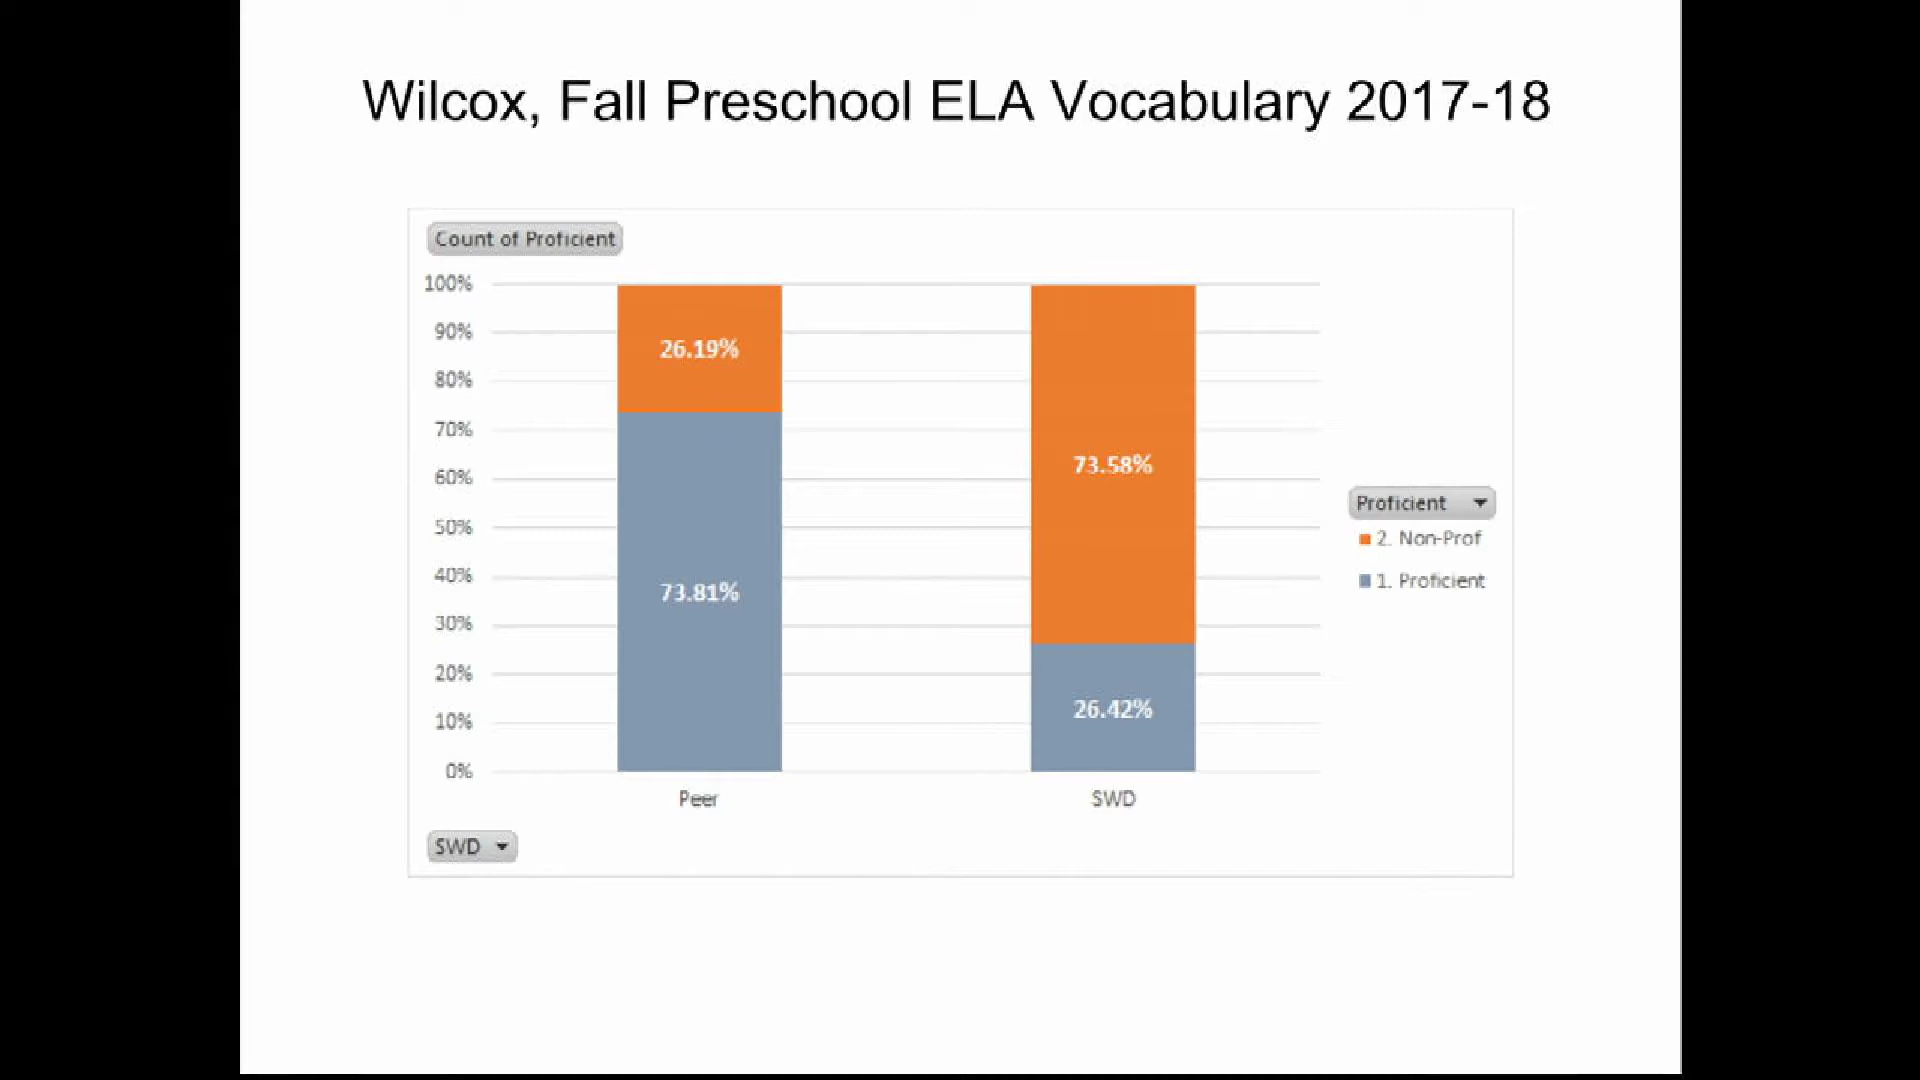 Wilcox, Fall Preschool ELA Vocabulary 2017-18
Count of Proficient
100%
90%
80%
70%
60%
50%
40%
30%
20%
10%
0%
26.19%
73.81%
73.58%
26.42%
Peer
SWD
Proficient
2. Non-Prof
1. Proficient
SWD